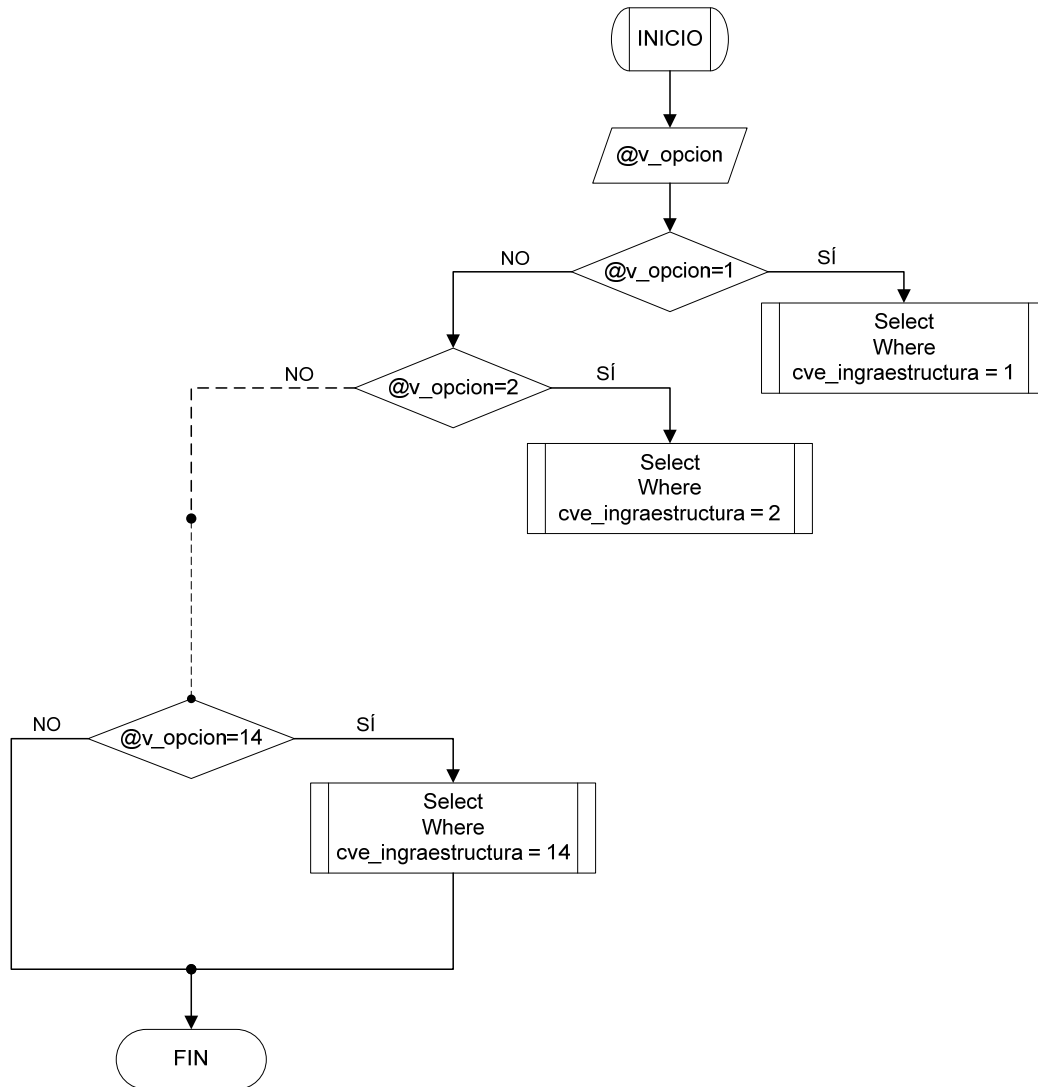 INICIO
@v_opcion
@v_opcion=1
NO
SÍ
Select
Where
cve_ingraestructura = 1
@v_opcion=2
NO
SÍ
Select
Where
cve_ingraestructura = 2
@v_opcion=14
NO
SÍ
Select
Where
cve_ingraestructura = 14
FIN